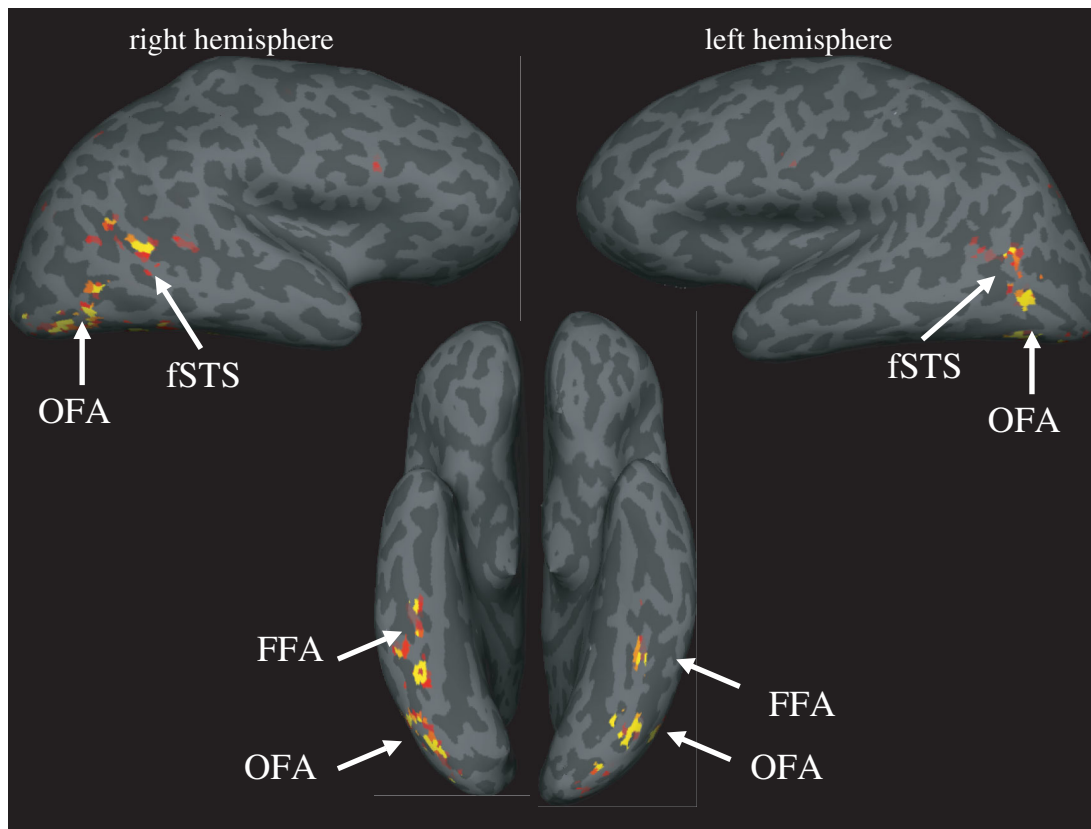 right hemisphere
left hemisphere
fSTS
OFA
fSTS
OFA
FFA
FFA
OFA
OFA